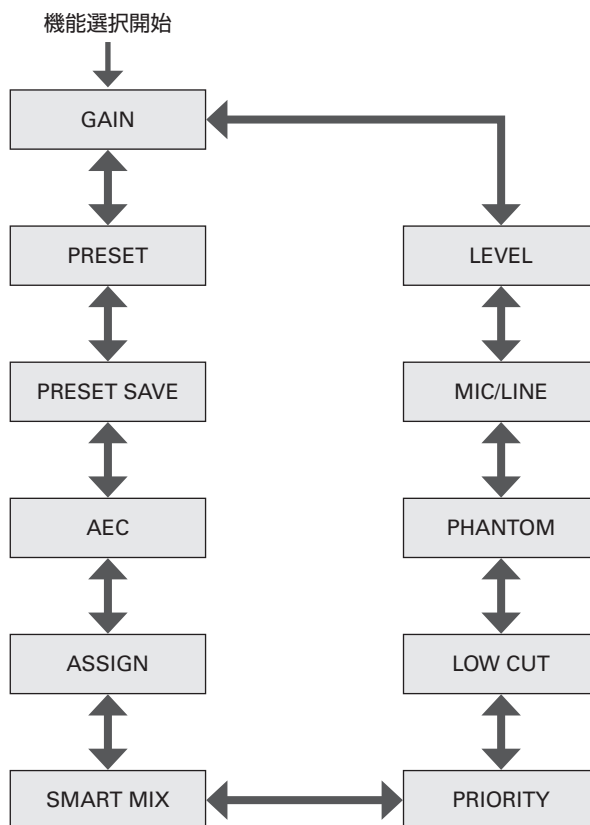 機能選択開始
GAIN
PRESET
LEVEL
PRESET SAVE
MIC/LINE
AEC
PHANTOM
ASSIGN
LOW CUT
SMART MIX
PRIORITY